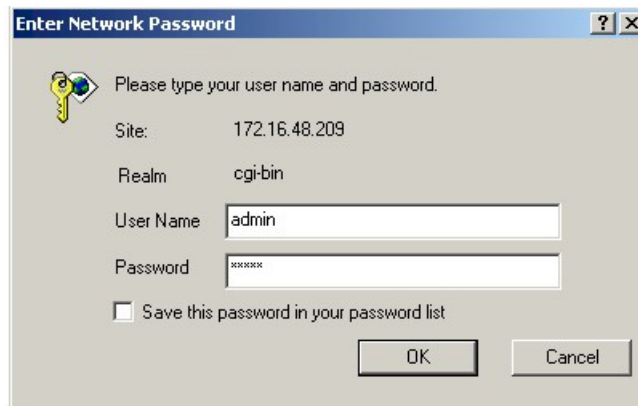 Enter Network Password
Please type your user name and password.
Site: 172.16.48.209
Realm cgi-bin
User Name admin
Password *****
Save this password in your password list
OK Cancel